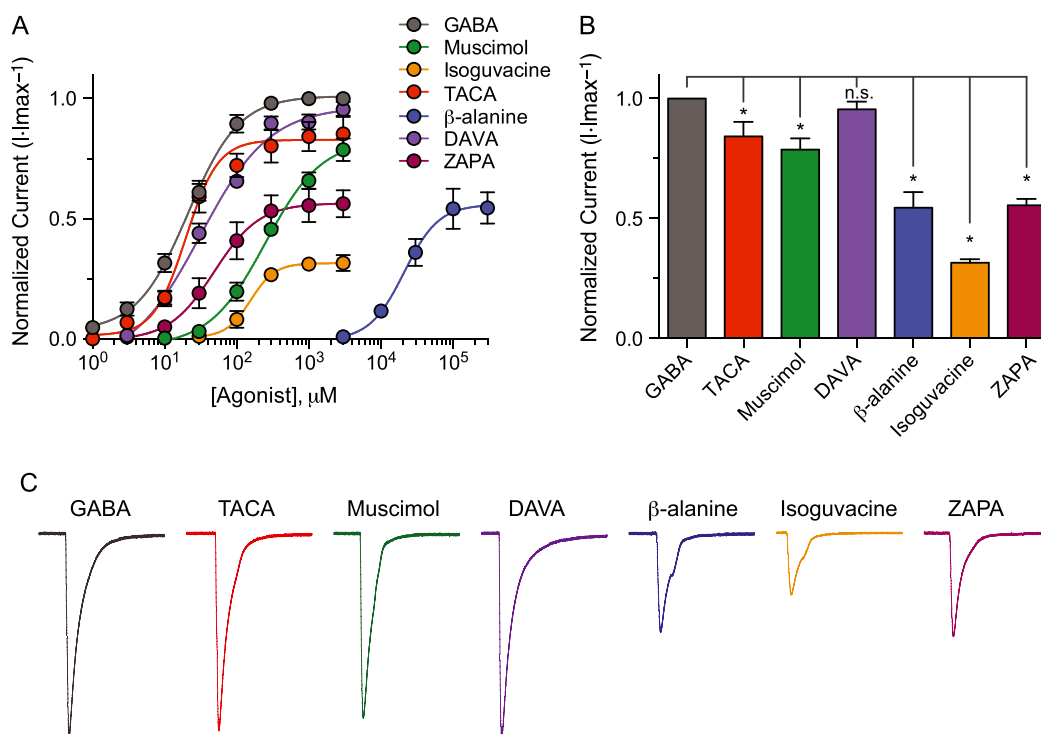 A
GABA
Muscimol
Isoguvacine
TACA
β-alanine
DAVA
ZAPA
Normalized Current (I·Imax⁻¹)
1.0
0.5
0.0
10⁰ 10¹ 10² 10³ 10⁴ 10⁵
[Agonist], μM
B
Normalized Current (I·Imax⁻¹)
1.0
0.5
0.0
* * n.s. * * *
GABA TACA Muscimol DAVA β-alanine Isoguvacine ZAPA
C
GABA TACA Muscimol DAVA β-alanine Isoguvacine ZAPA